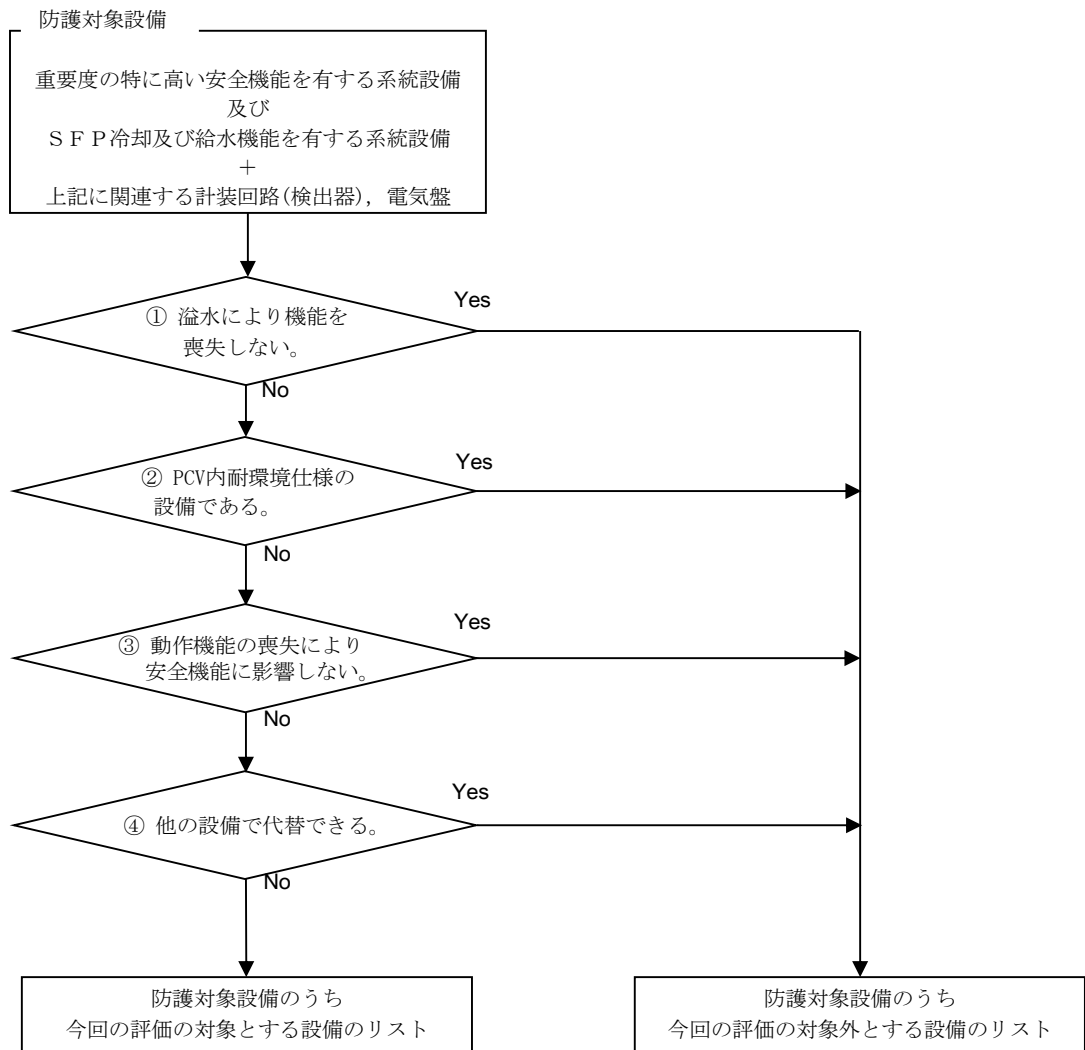 防護対象設備
重要度の特に高い安全機能を有する系統設備
及び
ＳＦＰ冷却及び給水機能を有する系統設備
＋
上記に関連する計装回路(検出器)，電気盤
Yes
① 溢水により機能を
喪失しない。
No
Yes
② PCV内耐環境仕様の
設備である。
No
Yes
③ 動作機能の喪失により
安全機能に影響しない。
No
Yes
④ 他の設備で代替できる。
No
防護対象設備のうち
今回の評価の対象とする設備のリスト
防護対象設備のうち
今回の評価の対象外とする設備のリスト